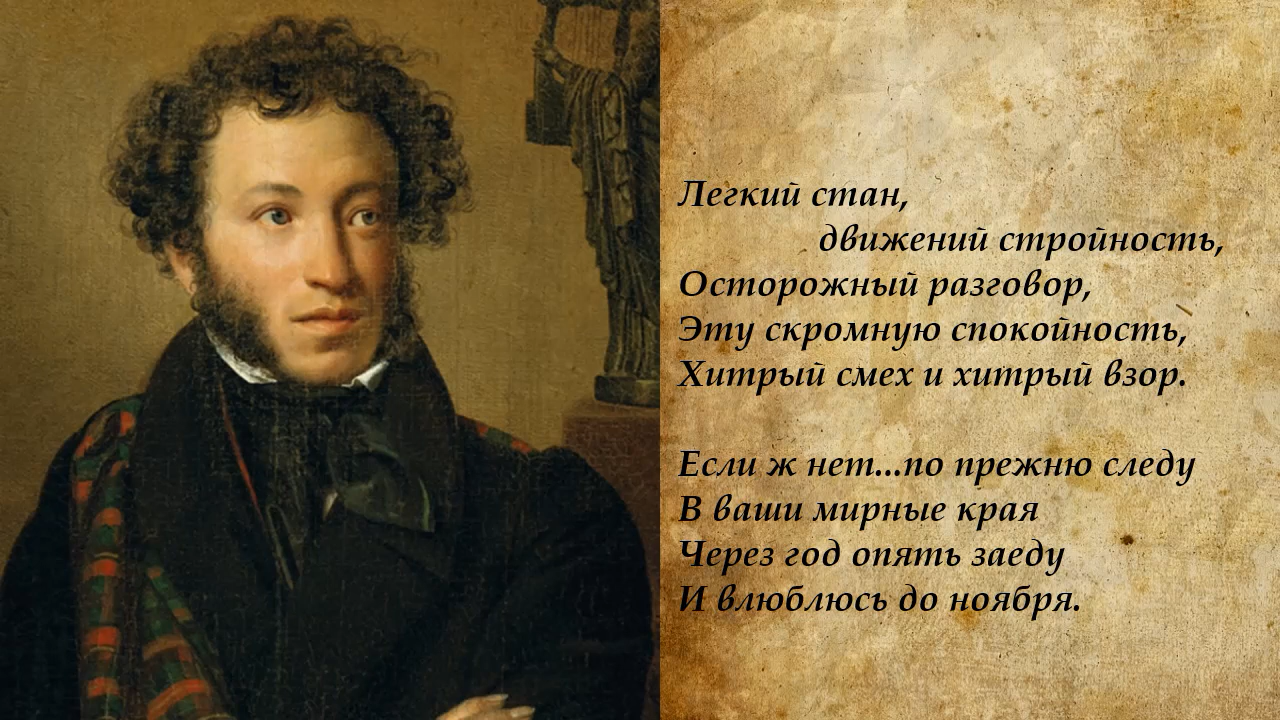 Легкий стан,
движений стройность,
Осторожный разговор,
Эту скромную спокойность,
Хитрый смех и хитрый взор.
Если ж нет...по прежню следу
В ваши мирные края
Через год опять заеду
И влюблюсь до ноября.